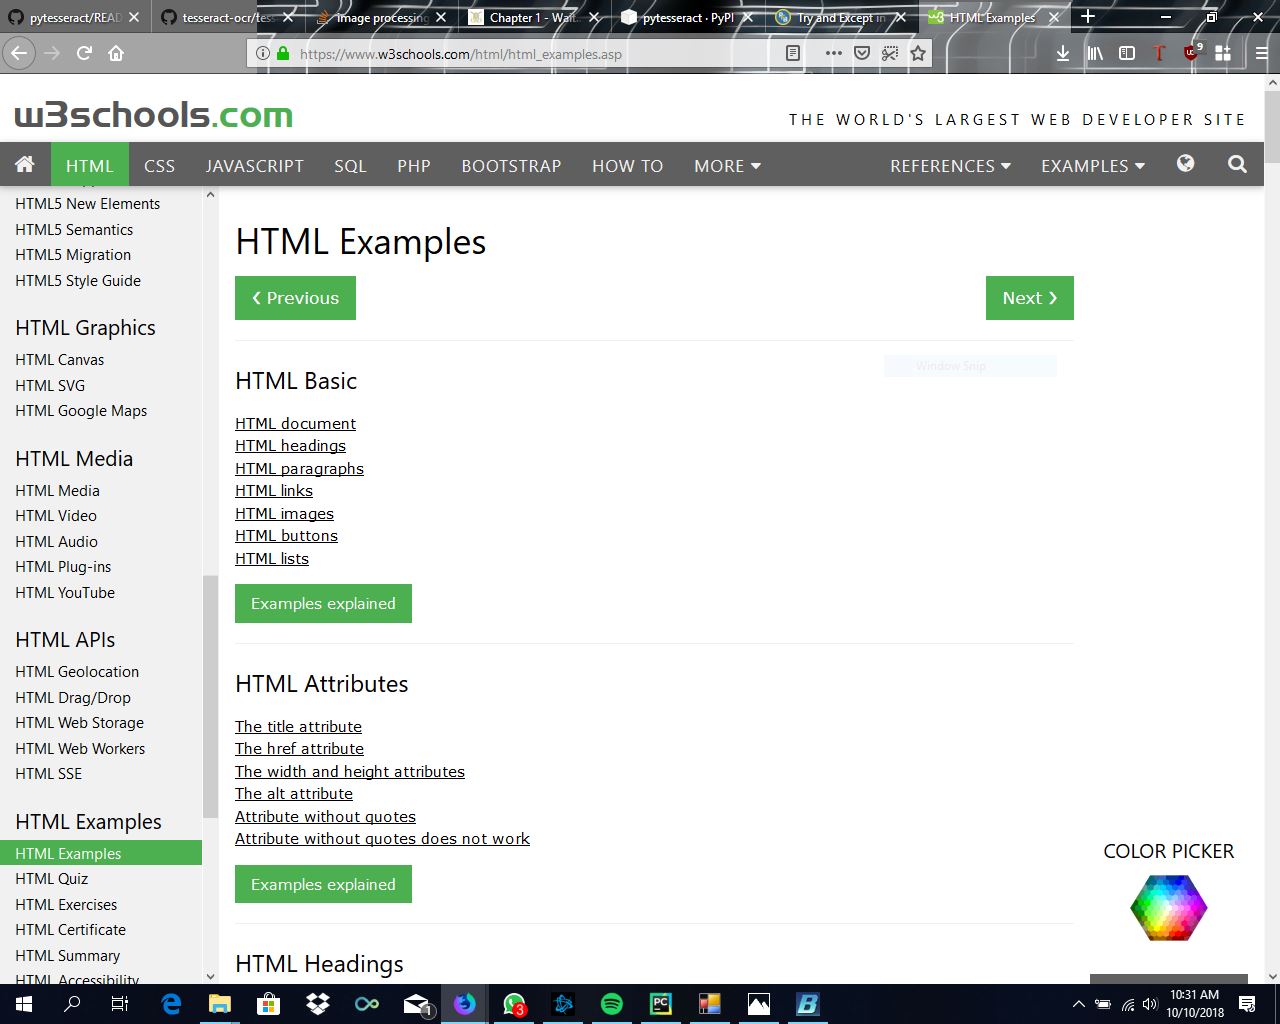 pytesseract/READ
tesseract-ocr/tess
image processing
Chapter 1 - Wait
pytesseract · PyPI
Try and Except in
HTML Examples
https://www.w3schools.com/html/html_examples.asp
9
w3schools.com
THE WORLD'S LARGEST WEB DEVELOPER SITE
HTML CSS JAVASCRIPT SQL PHP BOOTSTRAP HOW TO MORE REFERENCES EXAMPLES
HTML5 New Elements
HTML5 Semantics
HTML5 Migration
HTML5 Style Guide
HTML Graphics
HTML Canvas
HTML SVG
HTML Google Maps
HTML Media
HTML Media
HTML Video
HTML Audio
HTML Plug-ins
HTML YouTube
HTML APIs
HTML Geolocation
HTML Drag/Drop
HTML Web Storage
HTML Web Workers
HTML SSE
HTML Examples
HTML Examples
HTML Quiz
HTML Exercises
HTML Certificate
HTML Summary
HTML Accessibility
HTML Examples
❮ Previous
Next ❯
Window Snip
HTML Basic
HTML document
HTML headings
HTML paragraphs
HTML links
HTML images
HTML buttons
HTML lists
Examples explained
HTML Attributes
The title attribute
The href attribute
The width and height attributes
The alt attribute
Attribute without quotes
Attribute without quotes does not work
Examples explained
HTML Headings
COLOR PICKER
1
3
PC
10:31 AM
10/10/2018